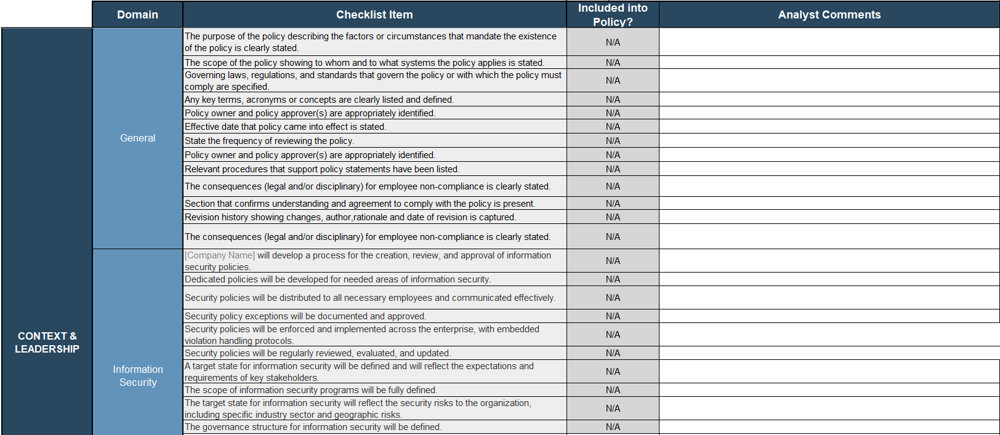 Domain
Checklist Item
Included into
Policy?
Analyst Comments
CONTEXT &
LEADERSHIP
General
The purpose of the policy describing the factors or circumstances that mandate the existence
of the policy is clearly stated.
N/A
The scope of the policy showing to whom and to what systems the policy applies is stated.
N/A
Governing laws, regulations, and standards that govern the policy or with which the policy must
comply are specified.
N/A
Any key terms, acronyms or concepts are clearly listed and defined.
N/A
Policy owner and policy approver(s) are appropriately identified.
N/A
Effective date that policy came into effect is stated.
N/A
State the frequency of reviewing the policy.
N/A
Policy owner and policy approver(s) are appropriately identified.
N/A
Relevant procedures that support policy statements have been listed.
N/A
The consequences (legal and/or disciplinary) for employee non-compliance is clearly stated.
N/A
Section that confirms understanding and agreement to comply with the policy is present.
N/A
Revision history showing changes, author,rationale and date of revision is captured.
N/A
The consequences (legal and/or disciplinary) for employee non-compliance is clearly stated.
N/A
Information
Security
[Company Name] will develop a process for the creation, review, and approval of information
security policies.
N/A
Dedicated policies will be developed for needed areas of information security.
N/A
Security policies will be distributed to all necessary employees and communicated effectively.
N/A
Security policy exceptions will be documented and approved.
N/A
Security policies will be enforced and implemented across the enterprise, with embedded
violation handling protocols.
N/A
Security policies will be regularly reviewed, evaluated, and updated.
N/A
A target state for information security will be defined and will reflect the expectations and
requirements of key stakeholders.
N/A
The scope of information security programs will be fully defined.
N/A
The target state for information security will reflect the security risks to the organization,
including specific industry sector and geographic risks.
N/A
The governance structure for information security will be defined.
N/A